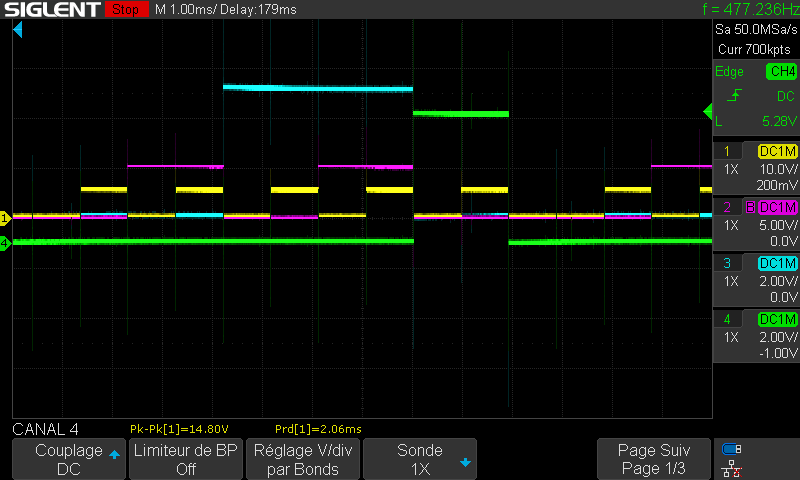 SIGLENT Stop M 1.00ms/ Delay:179ms f = 477.236Hz
Sa 50.0MSa/s
Curr 700kpts
Edge CH4
DC
L 5.28V
1 DC1M
1X 10.0V/
200mV
2 B DC1M
1X 5.00V/
0.0V
3 DC1M
1X 2.00V/
0.0V
4 DC1M
1X 2.00V/
-1.00V
1
4
CANAL 4 Pk-Pk[1]=14.80V Prd[1]=2.06ms
Couplage
DC
Limiteur de BP
Off
Réglage V/div
par Bonds
Sonde
1X
Page Suiv
Page 1/3